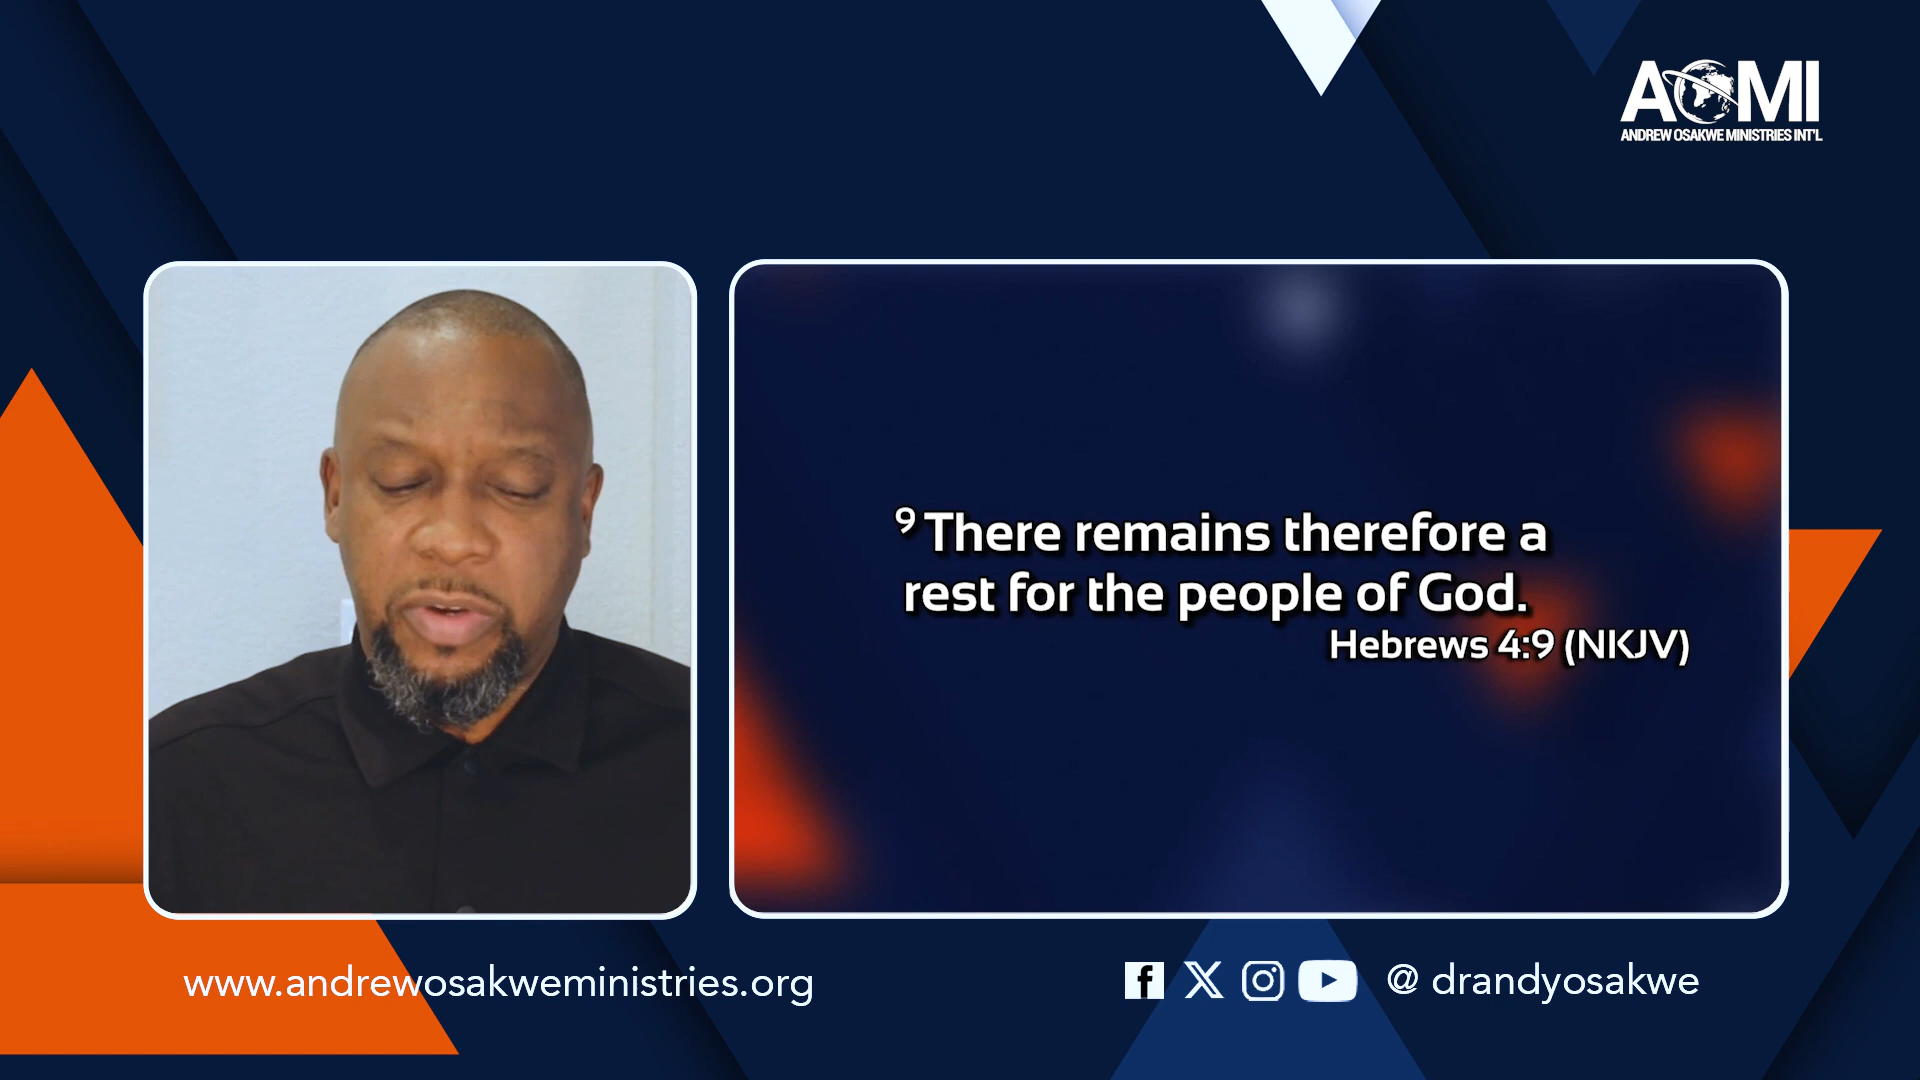 AOMI
ANDREW OSAKWE MINISTRIES INT'L
9 There remains therefore a
rest for the people of God.
Hebrews 4:9 (NKJV)
www.andrewosakweministries.org
@ drandyosakwe